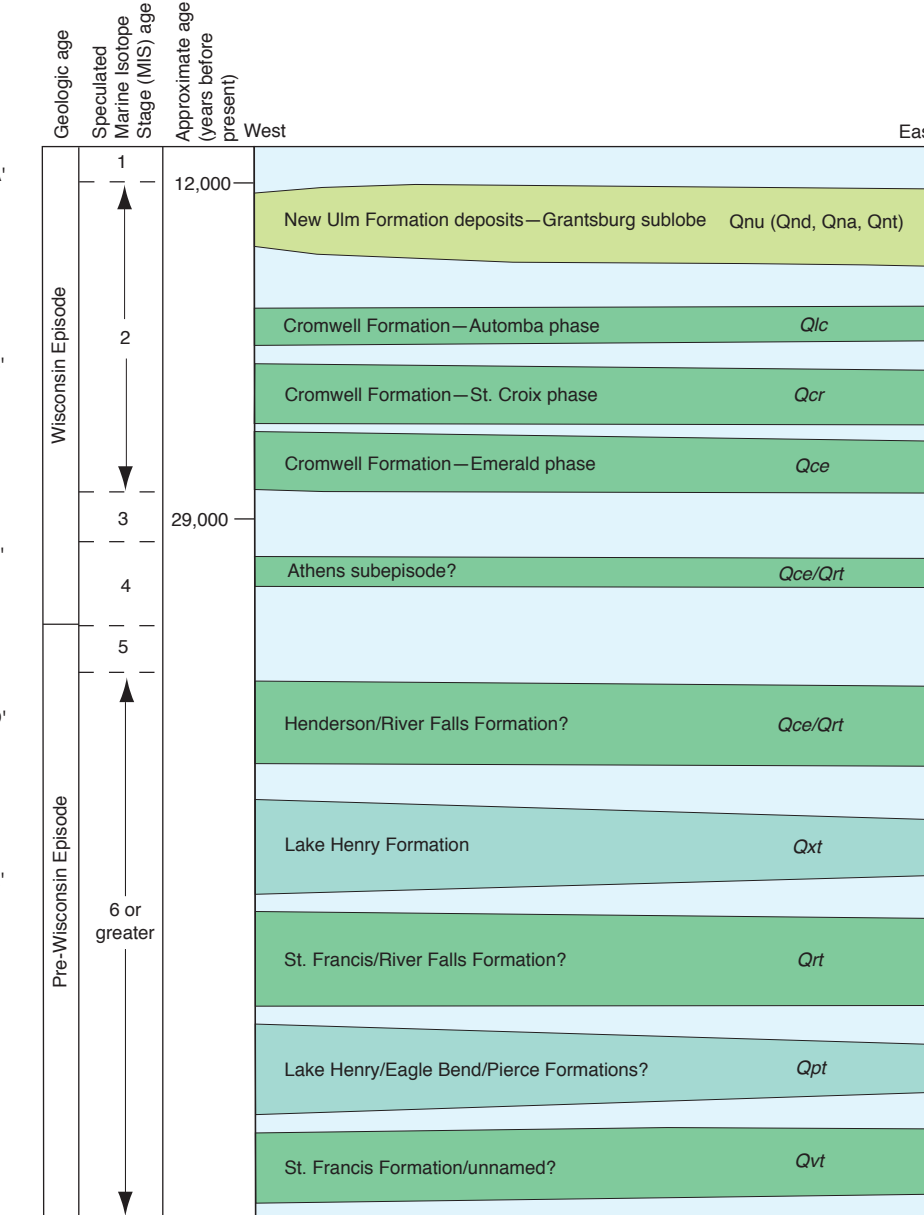 Geologic age
Speculated
Marine Isotope
Stage (MIS) age
Approximate age
(years before
present)
West
1
12,000
New Ulm Formation deposits—Grantsburg sublobe Qnu (Qnd, Qna, Qnt)
Wisconsin Episode
2
Cromwell Formation—Automba phase Qlc
Cromwell Formation—St. Croix phase Qcr
Cromwell Formation—Emerald phase Qce
3
29,000
Athens subepisode? Qce/Qrt
4
5
Henderson/River Falls Formation? Qce/Qrt
Pre-Wisconsin Episode
Lake Henry Formation Qxt
6 or
greater
St. Francis/River Falls Formation? Qrt
Lake Henry/Eagle Bend/Pierce Formations? Qpt
St. Francis Formation/unnamed? Qvt